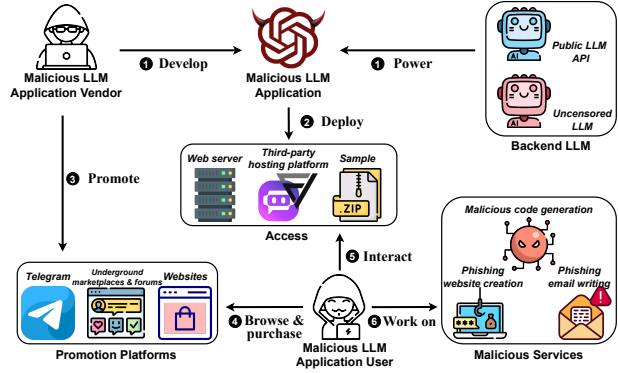 Malicious LLM
Application Vendor
1 Develop
Malicious LLM
Application
1 Power
Public LLM
API
AI
Uncensored
LLM
AI
Backend LLM
2 Deploy
Web server
Third-party
hosting platform
Sample
.ZIP
Access
3 Promote
5 Interact
Telegram
Underground
marketplaces & forums
Websites
Promotion Platforms
4 Browse &
purchase
Malicious LLM
Application User
6 Work on
Malicious code generation
Phishing
website creation
Phishing
email writing
***
Malicious Services